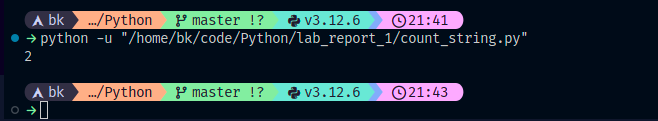 bk …/Python master !? v3.12.6 21:41
python -u "/home/bk/code/Python/lab_report_1/count_string.py"
2
bk …/Python master !? v3.12.6 21:43